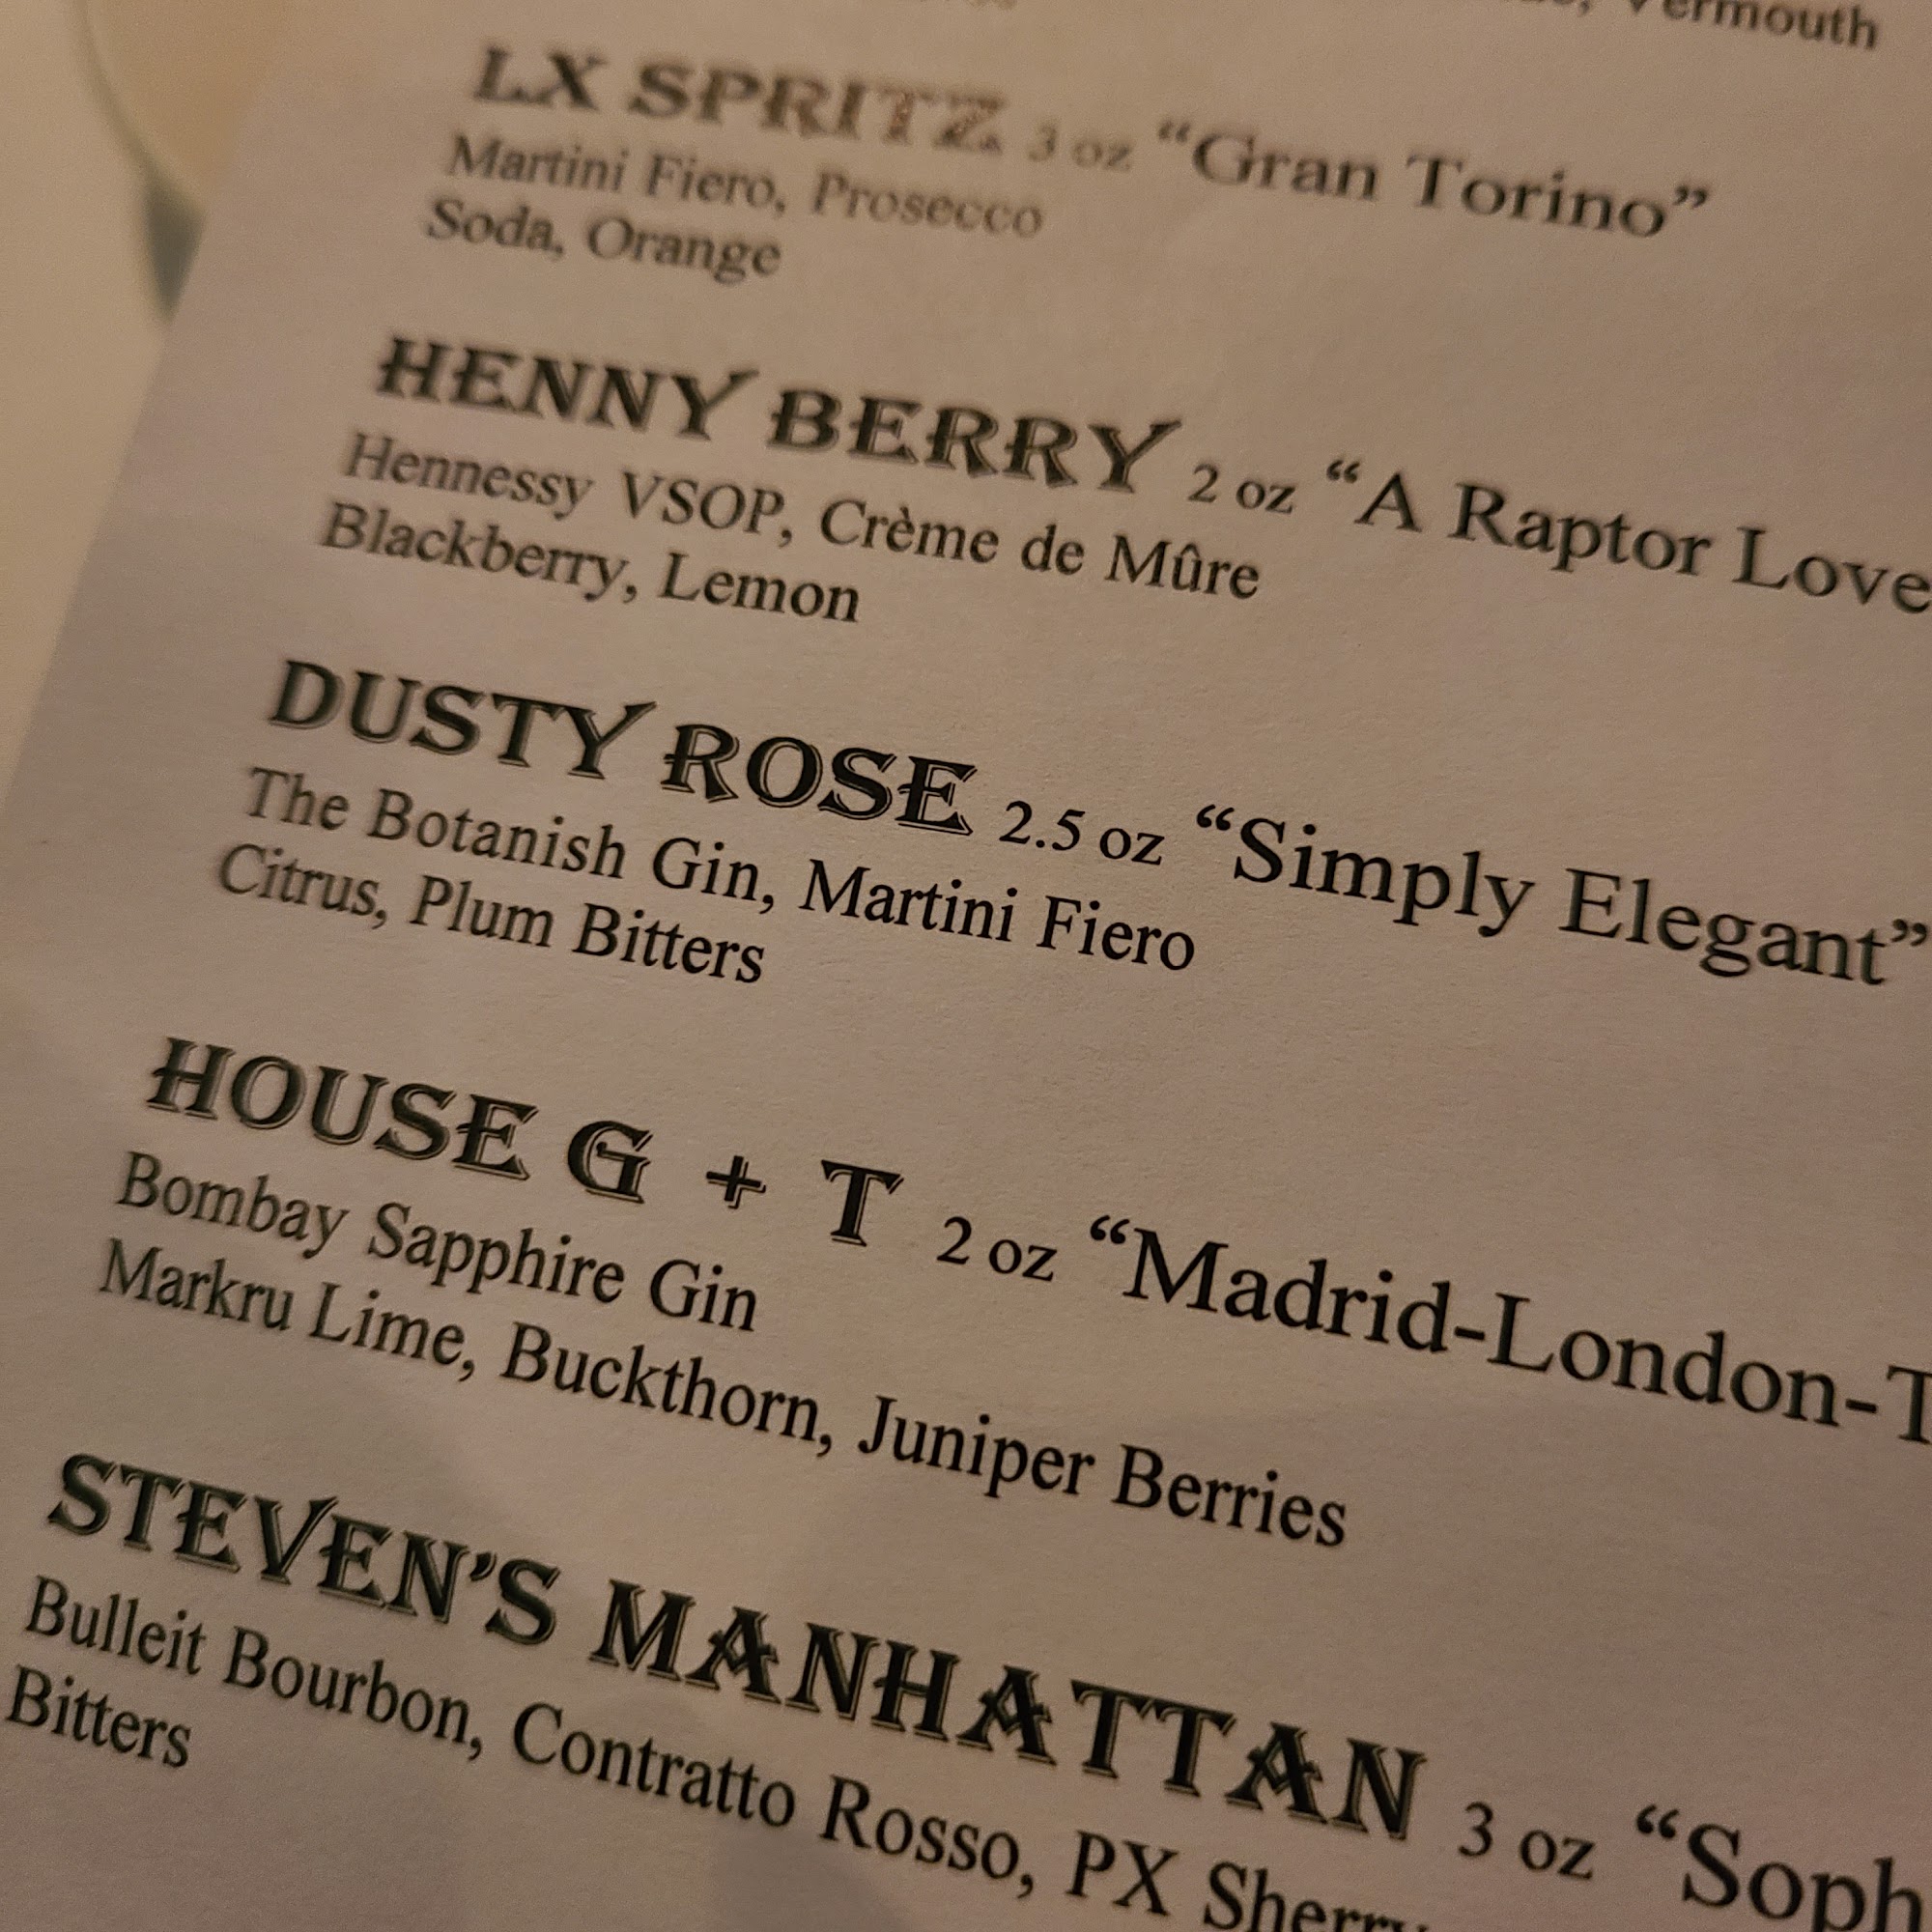 Vermouth
LX SPRITZ 3 oz “Gran Torino”
Martini Fiero, Prosecco
Soda, Orange
HENNY BERRY 2 oz “A Raptor Love
Hennessy VSOP, Crème de Mûre
Blackberry, Lemon
DUSTY ROSE 2.5 oz “Simply Elegant”
The Botanish Gin, Martini Fiero
Citrus, Plum Bitters
HOUSE G + T 2 oz “Madrid-London-T
Bombay Sapphire Gin
Markru Lime, Buckthorn, Juniper Berries
STEVEN’S MANHATTAN 3 oz “Soph
Bulleit Bourbon, Contratto Rosso, PX Sherry
Bitters